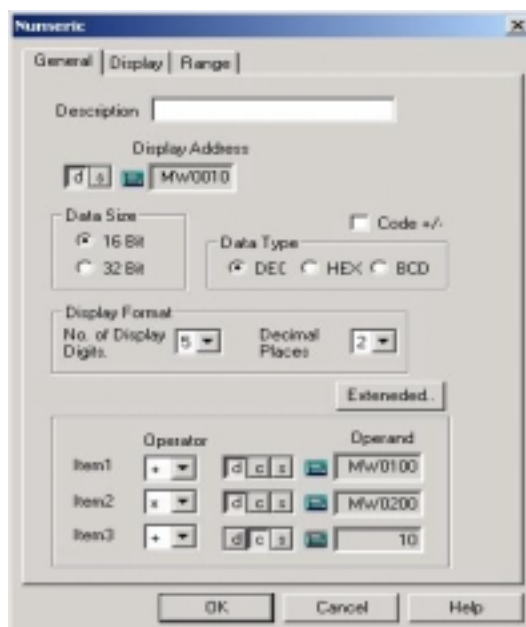 Numseric
General Display Range
Description
Display Address
d s MW0010
Data Size
16 Bit
32 Bit
Code +/-
Data Type
DEC HEX BCD
Display Format
No. of Display Digits. 5
Decimal Places 2
Exteneded..
Operator Operand
Item1 + d c s MW0100
Item2 x d c s MW0200
Item3 + d c s 10
OK Cancel Help